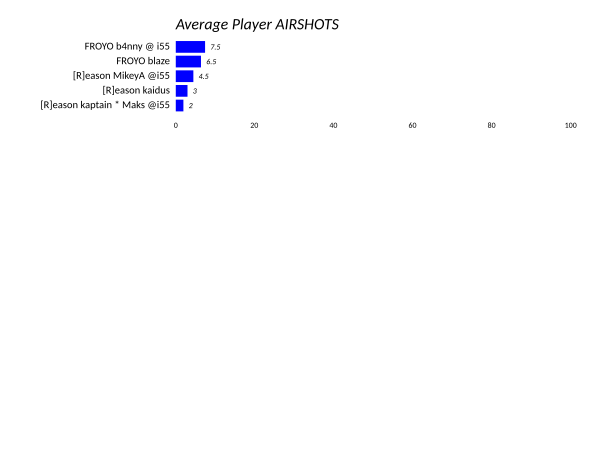 Average Player AIRSHOTS
FROYO b4nny @ i55 7.5
FROYO blaze 6.5
[R]eason MikeyA @i55 4.5
[R]eason kaidus 3
[R]eason kaptain * Maks @i55 2
0 20 40 60 80 100